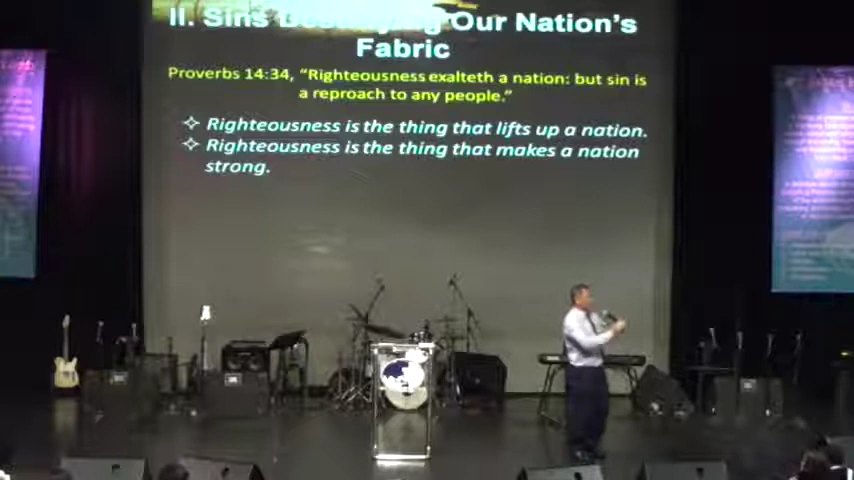 II. Sins Destroying Our Nation's
Fabric
Proverbs 14:34, "Righteousness exalteth a nation: but sin is
a reproach to any people."
✧ Righteousness is the thing that lifts up a nation.
✧ Righteousness is the thing that makes a nation
strong.